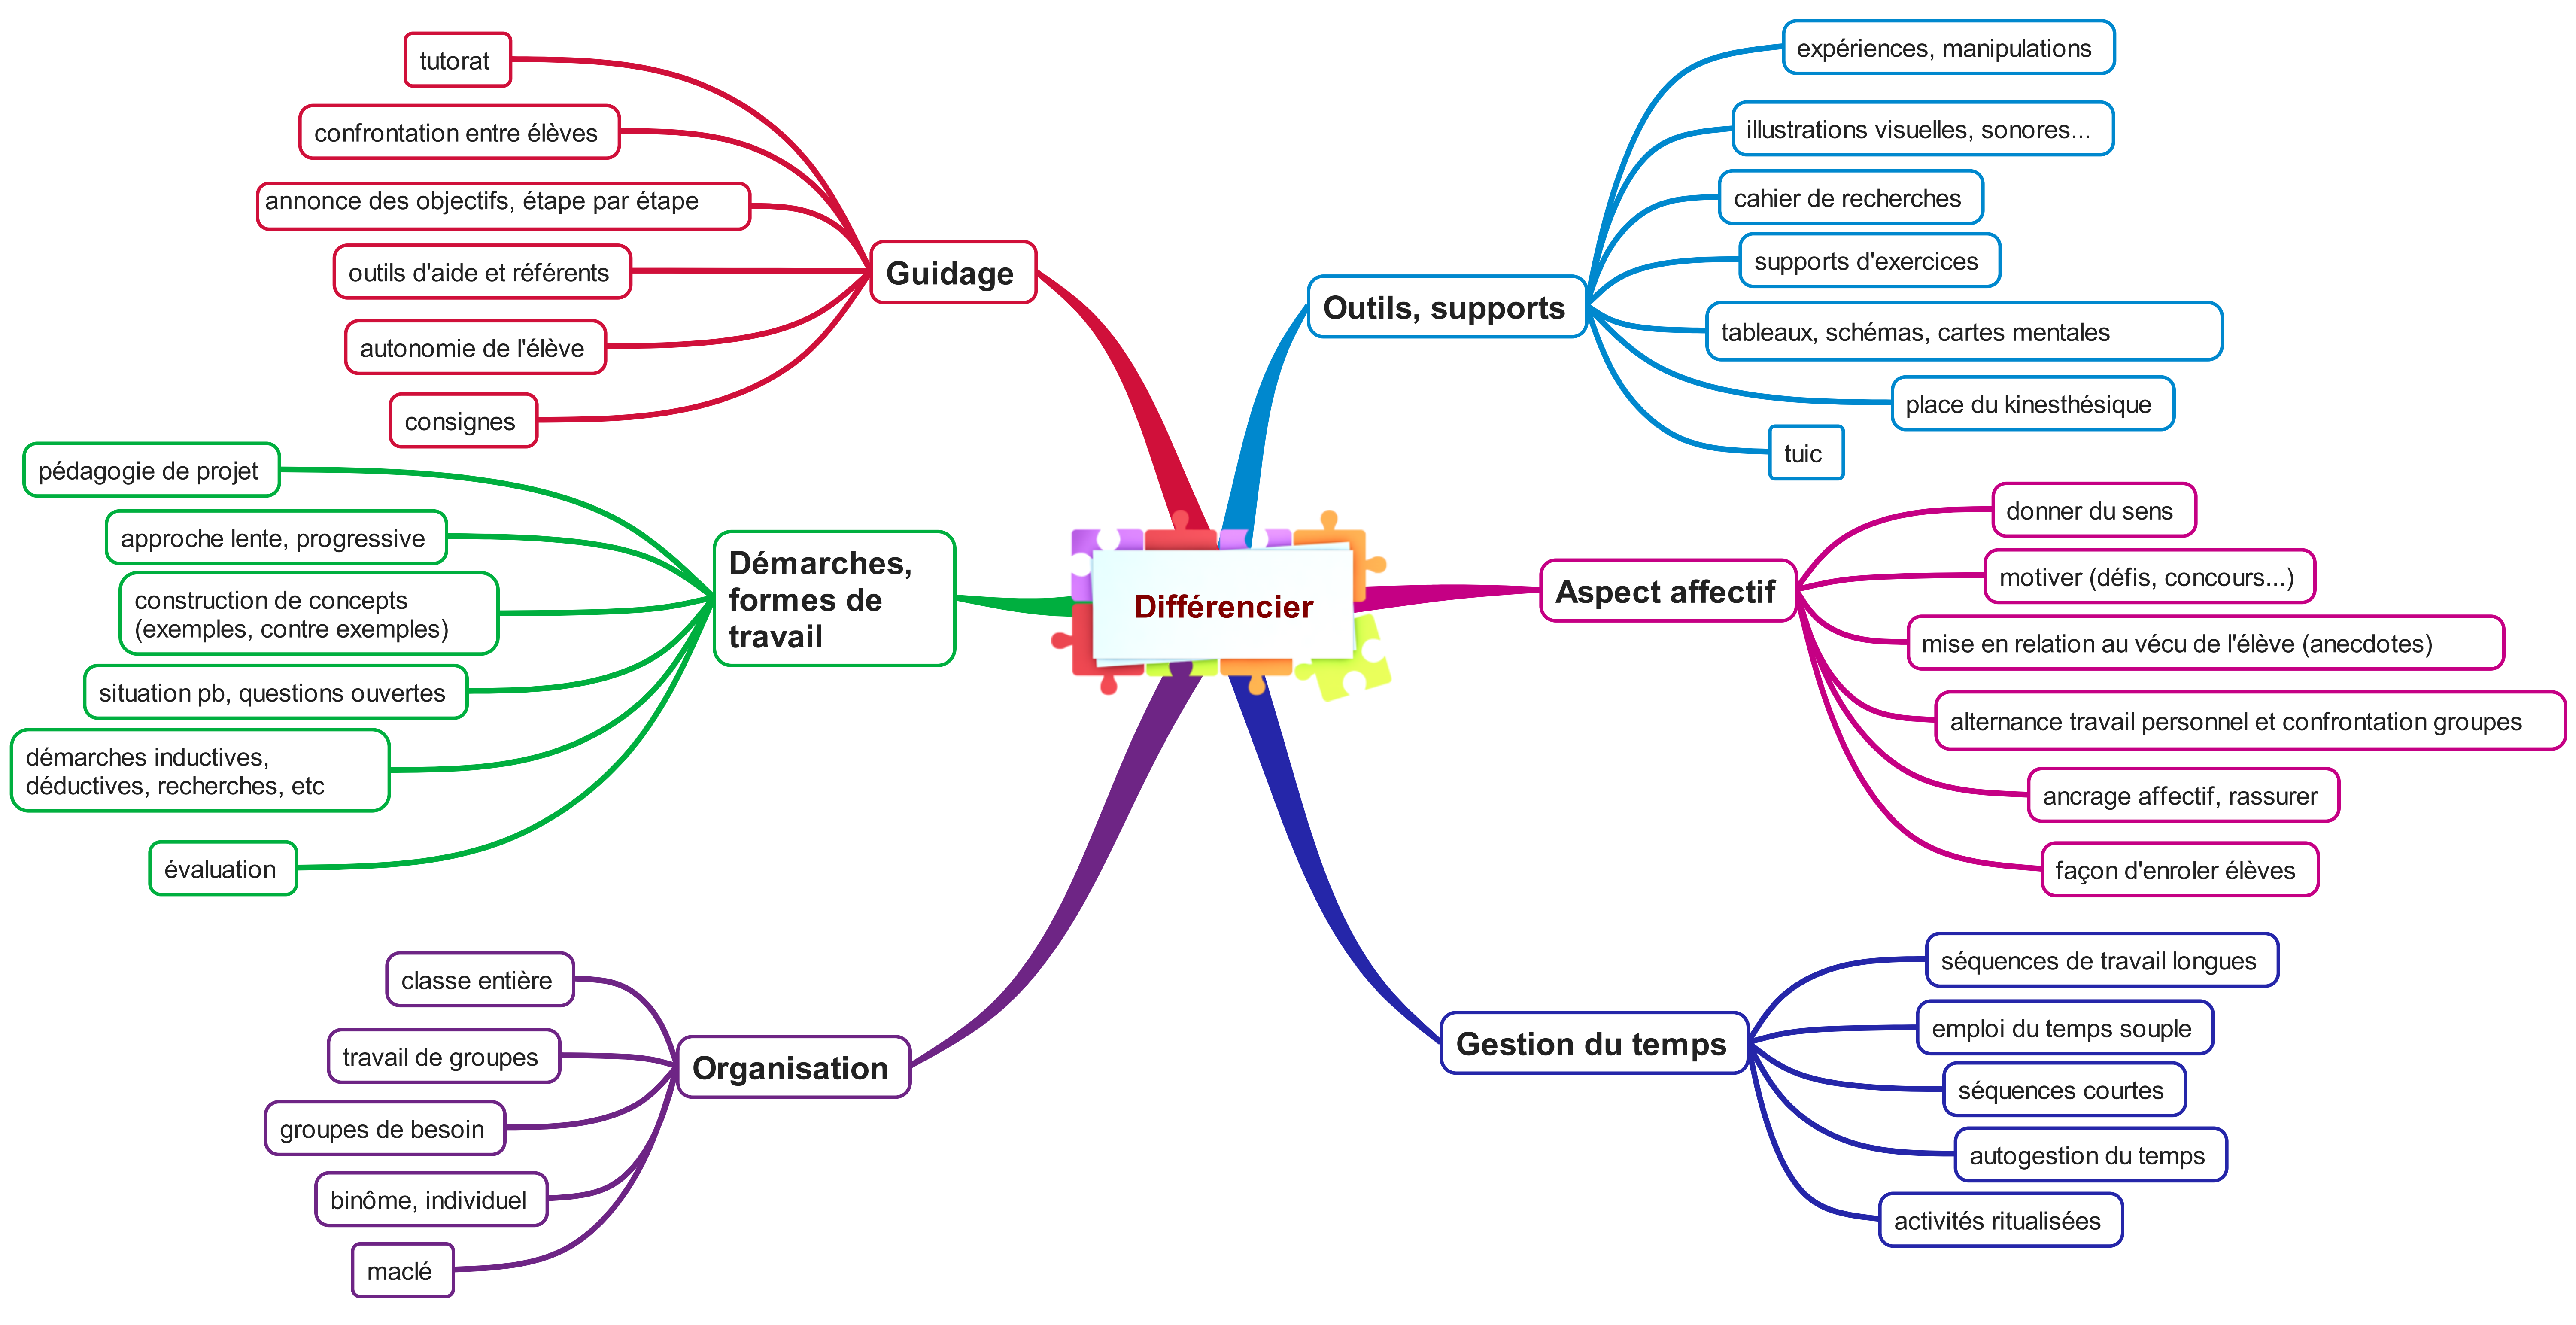 Différencier
Guidage
tutorat
confrontation entre élèves
annonce des objectifs, étape par étape
outils d'aide et référents
autonomie de l'élève
consignes
Démarches,
formes de
travail
pédagogie de projet
approche lente, progressive
construction de concepts
(exemples, contre exemples)
situation pb, questions ouvertes
démarches inductives,
déductives, recherches, etc
évaluation
Organisation
classe entière
travail de groupes
groupes de besoin
binôme, individuel
maclé
Outils, supports
expériences, manipulations
illustrations visuelles, sonores...
cahier de recherches
supports d'exercices
tableaux, schémas, cartes mentales
place du kinesthésique
tuic
Aspect affectif
donner du sens
motiver (défis, concours...)
mise en relation au vécu de l'élève (anecdotes)
alternance travail personnel et confrontation groupes
ancrage affectif, rassurer
façon d'enroler élèves
Gestion du temps
séquences de travail longues
emploi du temps souple
séquences courtes
autogestion du temps
activités ritualisées